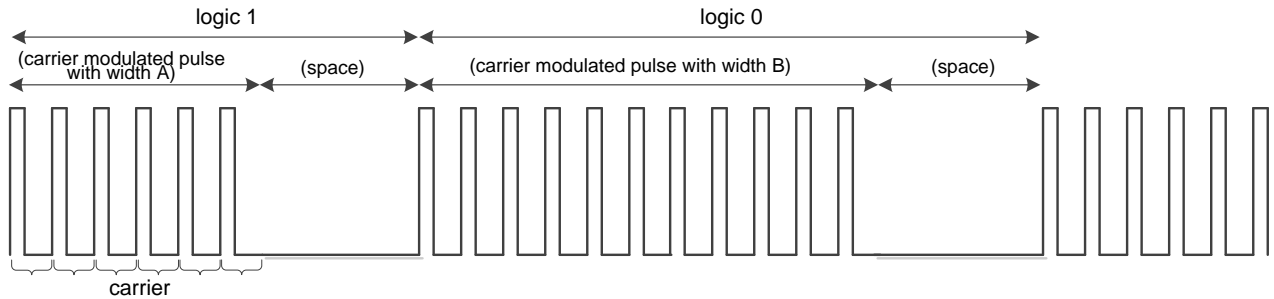 logic 1
logic 0
(carrier modulated pulse
with width A)
(space)
(carrier modulated pulse with width B)
(space)
carrier